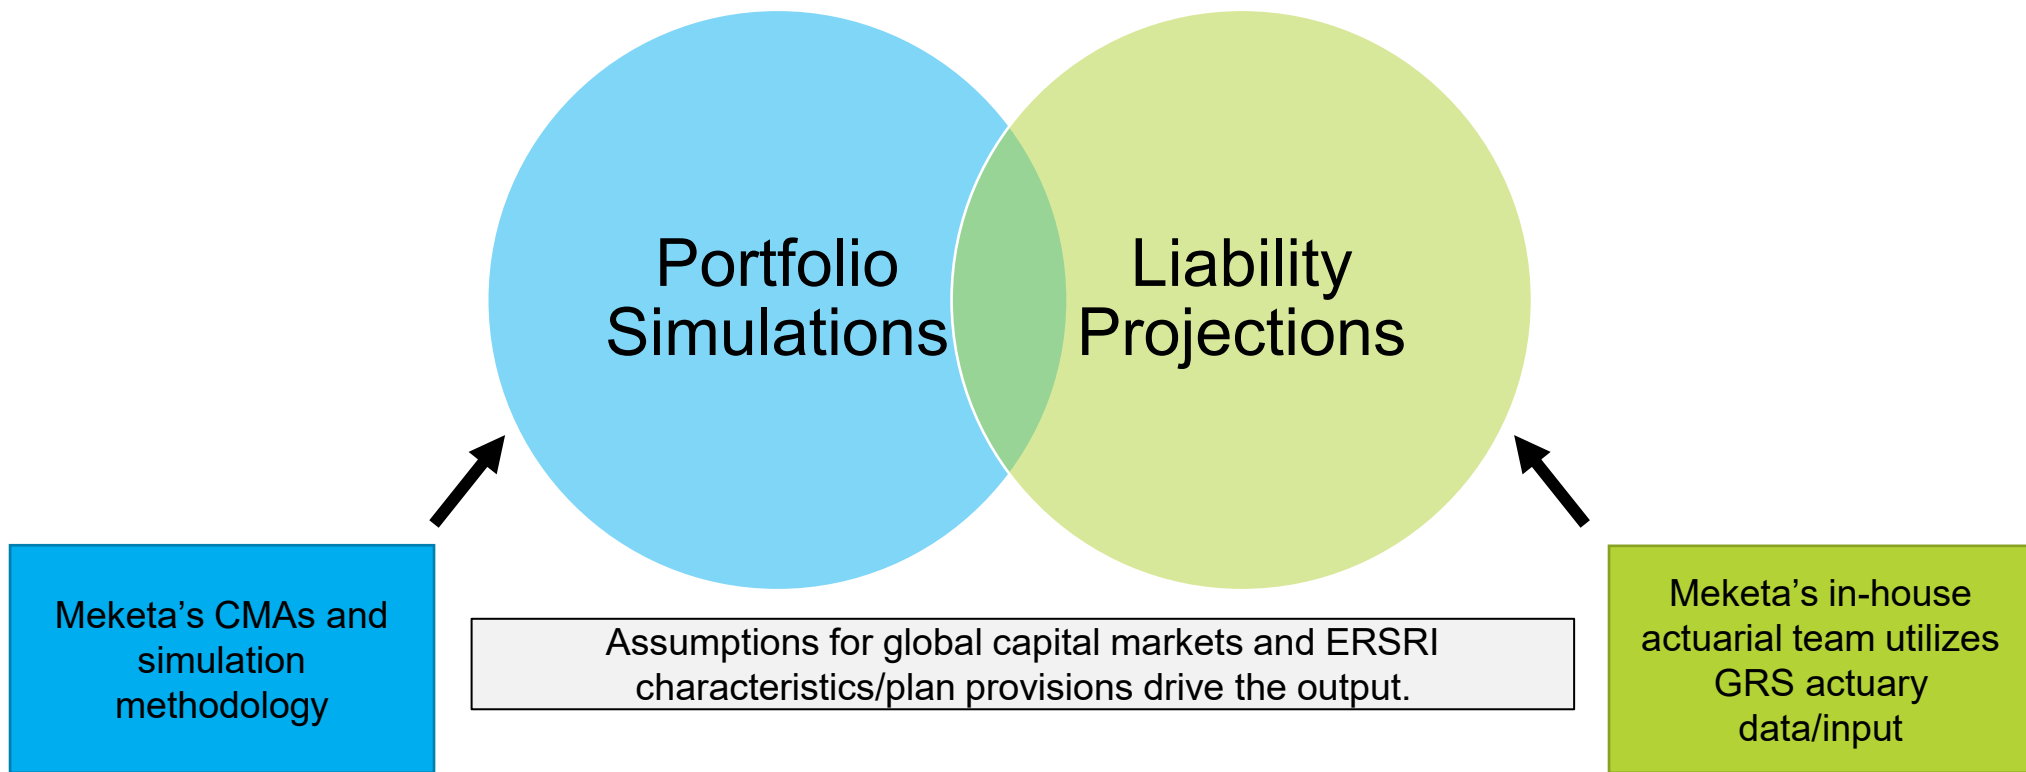 Portfolio
Simulations
Liability
Projections
Meketa’s CMAs and
simulation
methodology
Assumptions for global capital markets and ERSRI
characteristics/plan provisions drive the output.
Meketa’s in-house
actuarial team utilizes
GRS actuary
data/input